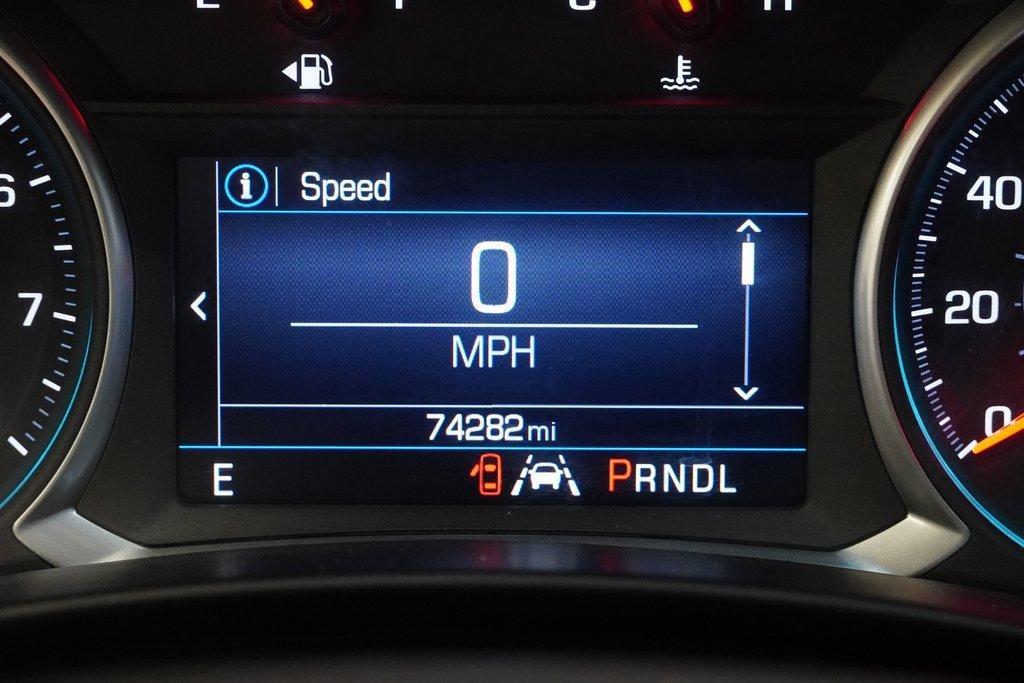 E F C H
6
7
Speed
0
MPH
74282 mi
E PRNDL
40
20
0